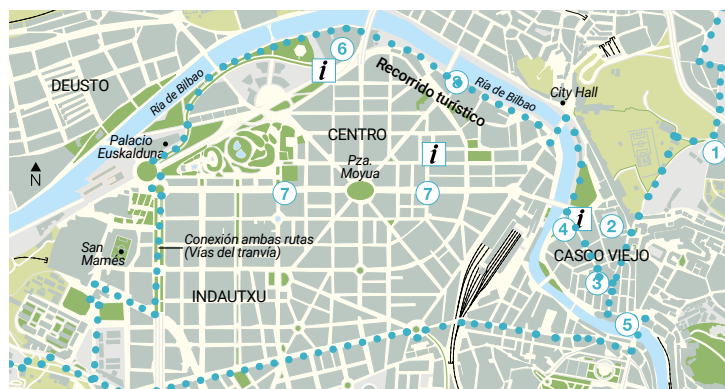 6
i
8
DEUSTO
Ría de Bilbao
Recorrido turístico
Ría de Bilbao
City Hall
CENTRO
Palacio
Euskalduna
i
1
N
Pza.
Moyua
7
7
i
4
2
San
Mamés
Conexión ambas rutas
(Vías del tranvía)
CASCO VIEJO
3
INDAUTXU
5